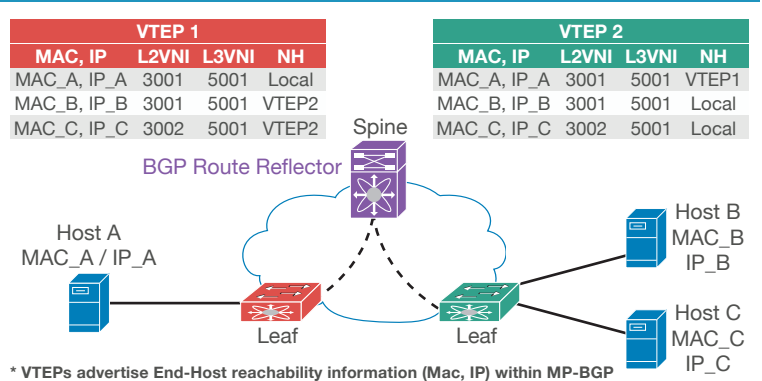 VTEP 1
MAC, IP L2VNI L3VNI NH
MAC_A, IP_A 3001 5001 Local
MAC_B, IP_B 3001 5001 VTEP2
MAC_C, IP_C 3002 5001 VTEP2
VTEP 2
MAC, IP L2VNI L3VNI NH
MAC_A, IP_A 3001 5001 VTEP1
MAC_B, IP_B 3001 5001 Local
MAC_C, IP_C 3002 5001 Local
Spine
BGP Route Reflector
Host A
MAC_A / IP_A
Host B
MAC_B
IP_B
Leaf
Leaf
Host C
MAC_C
IP_C
* VTEPs advertise End-Host reachability information (Mac, IP) within MP-BGP